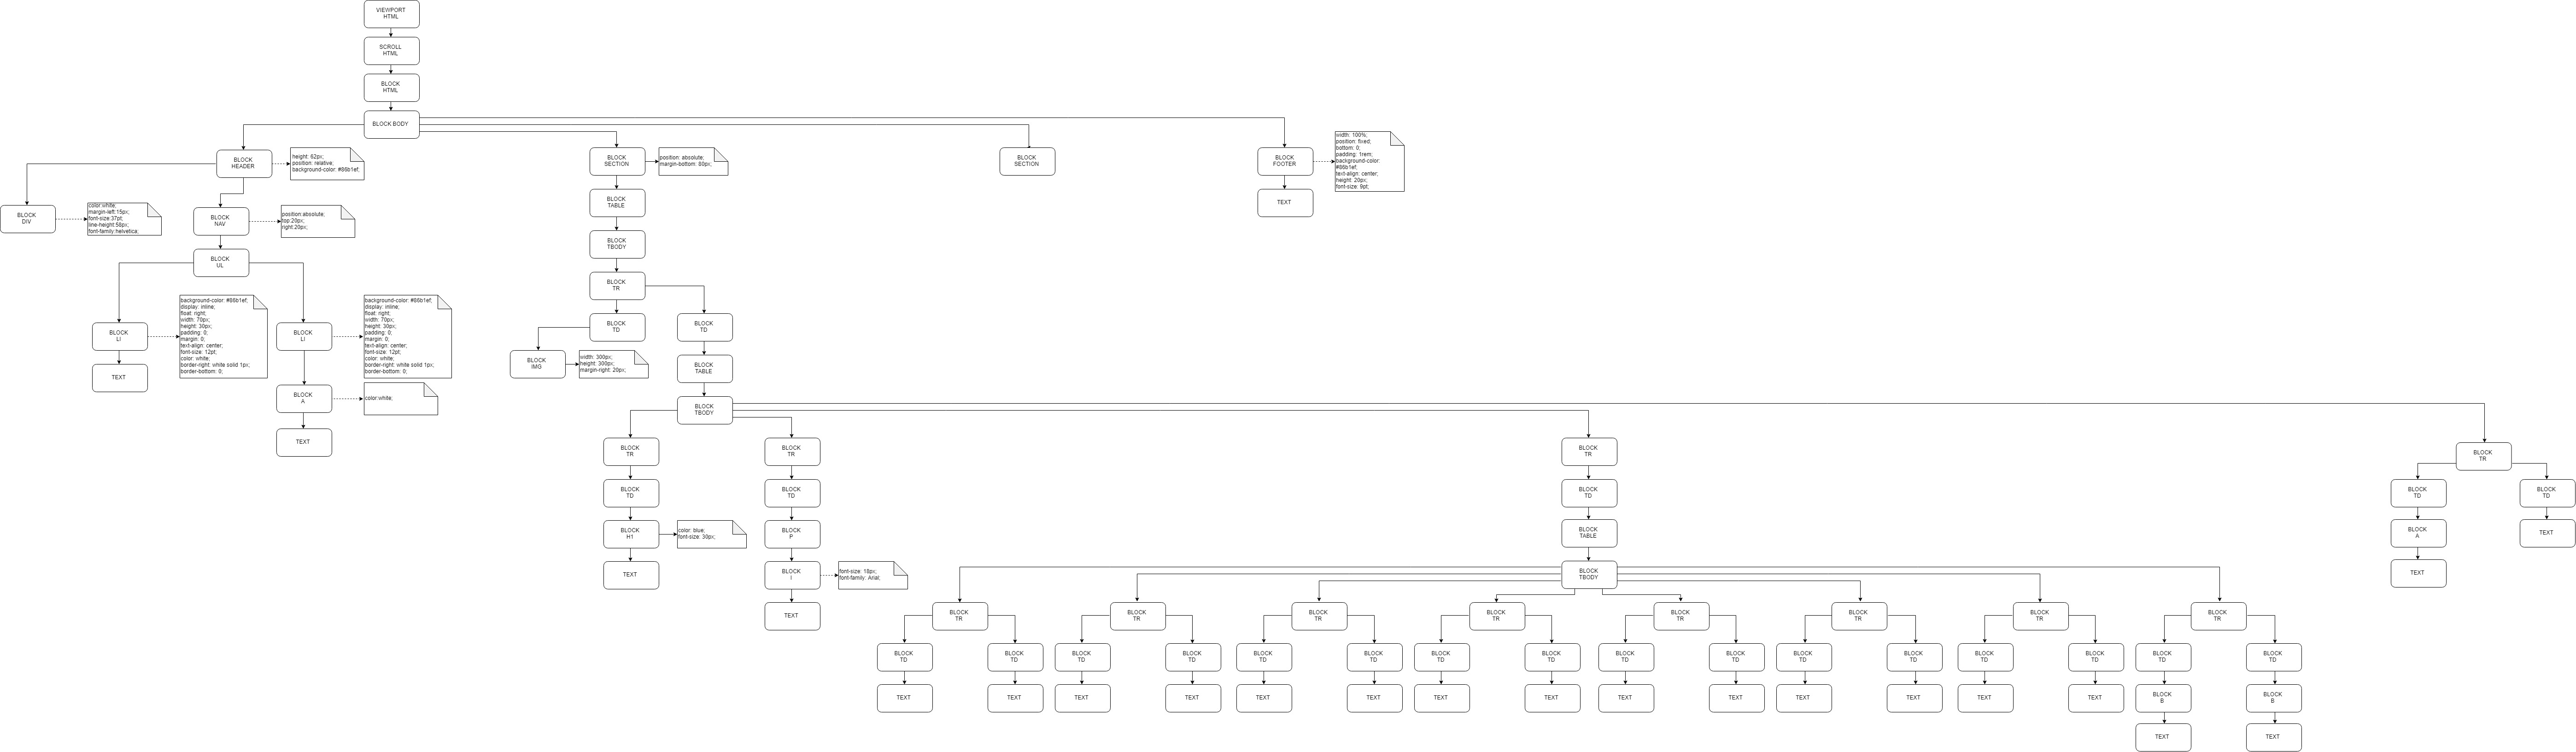 VIEWPORT
HTML
SCROLL
HTML
BLOCK
HTML
BLOCK BODY
BLOCK
HEADER
height: 62px;
position: relative;
background-color: #86b1ef;
BLOCK
SECTION
position: absolute;
margin-bottom: 80px;
BLOCK
SECTION
BLOCK
FOOTER
width: 100%;
position: fixed;
bottom: 0;
padding: 1rem;
background-color:
#86b1ef;
text-align: center;
height: 20px;
font-size: 9pt;
BLOCK
DIV
color:white;
margin-left:15px;
font-size:37pt;
line-height:58px;
font-family:helvetica;
BLOCK
NAV
position:absolute;
top:20px;
right:20px;
BLOCK
TABLE
TEXT
BLOCK
UL
BLOCK
TBODY
BLOCK
TR
BLOCK
LI
background-color: #86b1ef;
display: inline;
float: right;
width: 70px;
height: 30px;
padding: 0;
margin: 0;
text-align: center;
font-size: 12pt;
color: white;
border-right: white solid 1px;
border-bottom: 0;
BLOCK
LI
background-color: #86b1ef;
display: inline;
float: right;
width: 70px;
height: 30px;
padding: 0;
margin: 0;
text-align: center;
font-size: 12pt;
color: white;
border-right: white solid 1px;
border-bottom: 0;
BLOCK
TD
BLOCK
TD
TEXT
BLOCK
IMG
width: 300px;
height: 300px;
margin-right: 20px;
BLOCK
TABLE
BLOCK
A
color:white;
BLOCK
TBODY
TEXT
BLOCK
TR
BLOCK
TR
BLOCK
TR
BLOCK
TR
BLOCK
TD
BLOCK
TD
BLOCK
TD
BLOCK
TD
BLOCK
TD
BLOCK
H1
color: blue;
font-size: 30px;
BLOCK
P
BLOCK
TABLE
BLOCK
A
TEXT
TEXT
BLOCK
I
font-size: 18px;
font-family: Arial;
BLOCK
TBODY
TEXT
TEXT
BLOCK
TR
BLOCK
TR
BLOCK
TR
BLOCK
TR
BLOCK
TR
BLOCK
TR
BLOCK
TR
BLOCK
TR
BLOCK
TD
BLOCK
TD
BLOCK
TD
BLOCK
TD
BLOCK
TD
BLOCK
TD
BLOCK
TD
BLOCK
TD
BLOCK
TD
BLOCK
TD
BLOCK
TD
BLOCK
TD
BLOCK
TD
BLOCK
TD
BLOCK
TD
BLOCK
TD
TEXT
TEXT
TEXT
TEXT
TEXT
TEXT
TEXT
TEXT
TEXT
TEXT
TEXT
TEXT
TEXT
TEXT
BLOCK
B
BLOCK
B
TEXT
TEXT